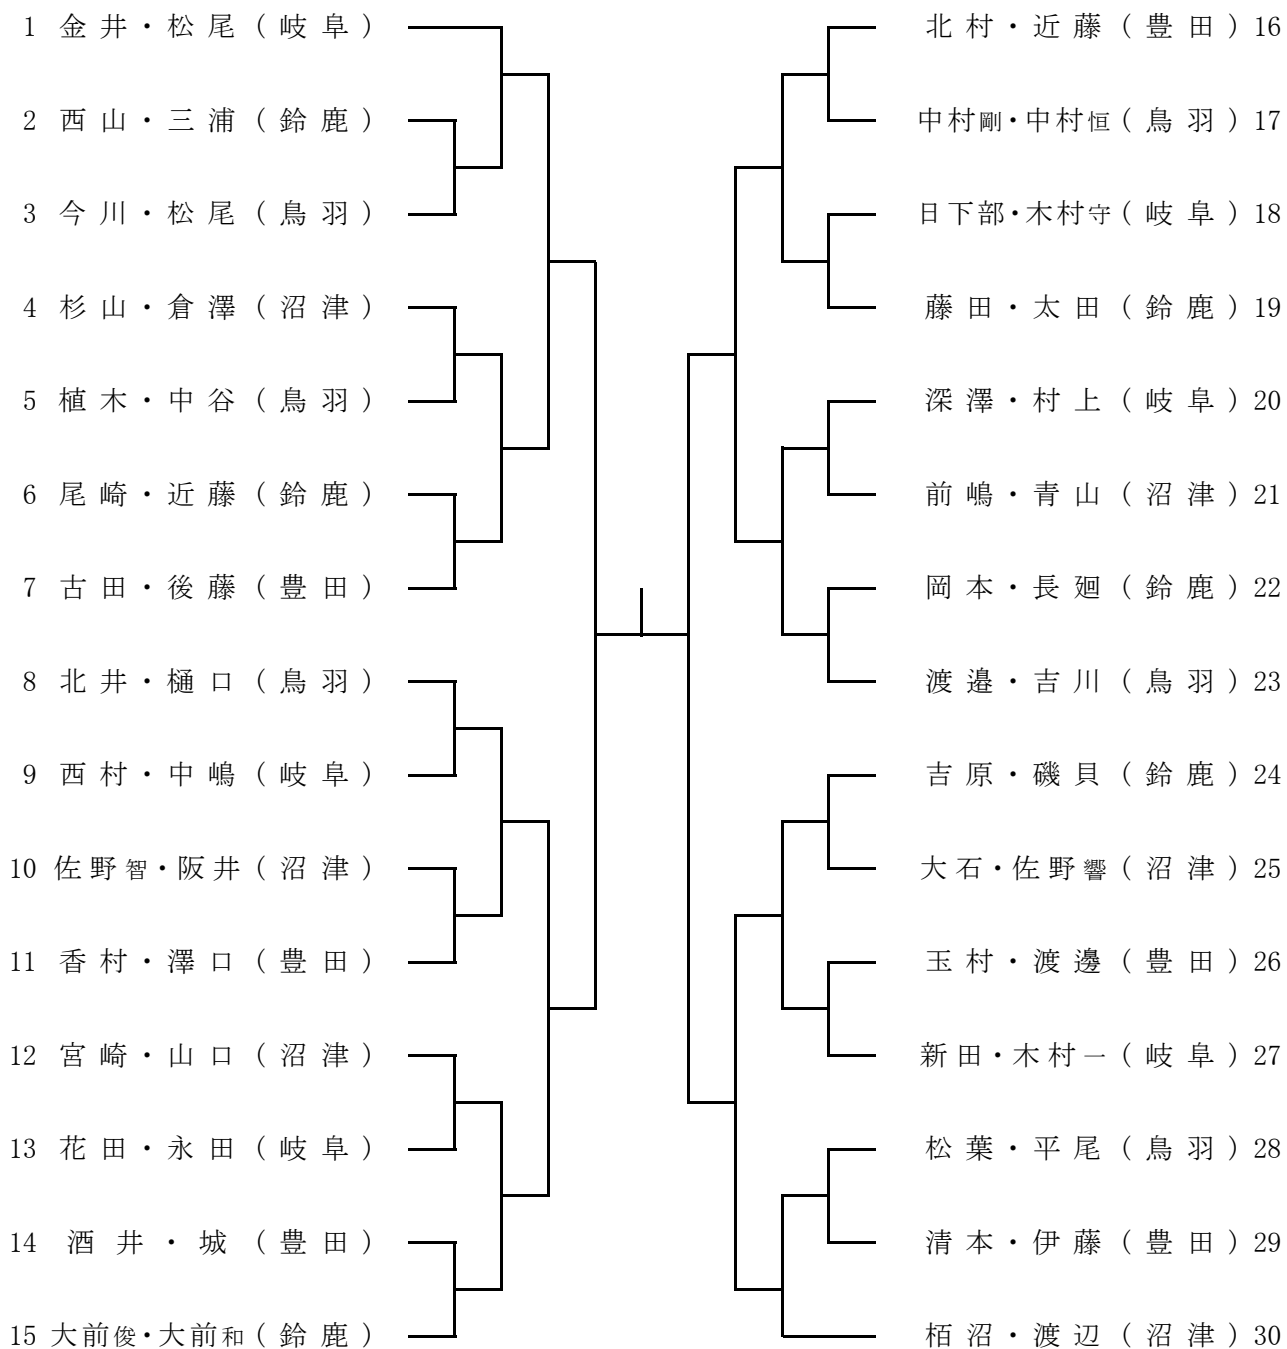 1 金井・松尾（岐阜）
2 西山・三浦（鈴鹿）
3 今川・松尾（鳥羽）
4 杉山・倉澤（沼津）
5 植木・中谷（鳥羽）
6 尾崎・近藤（鈴鹿）
7 古田・後藤（豊田）
8 北井・樋口（鳥羽）
9 西村・中嶋（岐阜）
10 佐野智・阪井（沼津）
11 香村・澤口（豊田）
12 宮崎・山口（沼津）
13 花田・永田（岐阜）
14 酒井・城（豊田）
15 大前俊・大前和（鈴鹿）
北村・近藤（豊田）16
中村剛・中村恒（鳥羽）17
日下部・木村守（岐阜）18
藤田・太田（鈴鹿）19
深澤・村上（岐阜）20
前嶋・青山（沼津）21
岡本・長廻（鈴鹿）22
渡邉・吉川（鳥羽）23
吉原・磯貝（鈴鹿）24
大石・佐野響（沼津）25
玉村・渡邊（豊田）26
新田・木村一（岐阜）27
松葉・平尾（鳥羽）28
清本・伊藤（豊田）29
栢沼・渡辺（沼津）30